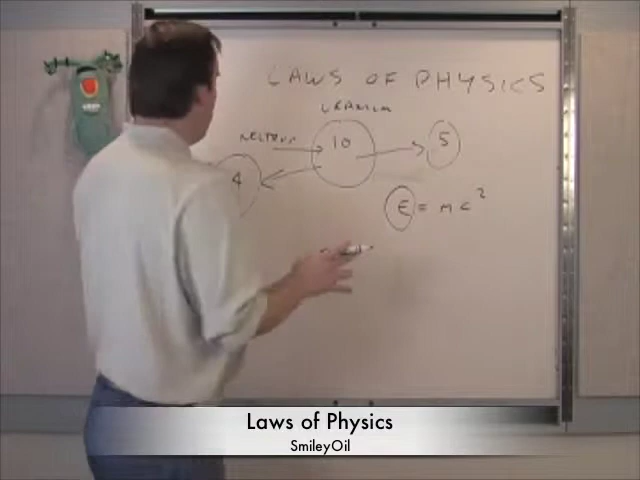 LAWS OF PHYSICS
URANIUM
NEUTRON
10
5
4
E = mc²
Laws of Physics
SmileyOil